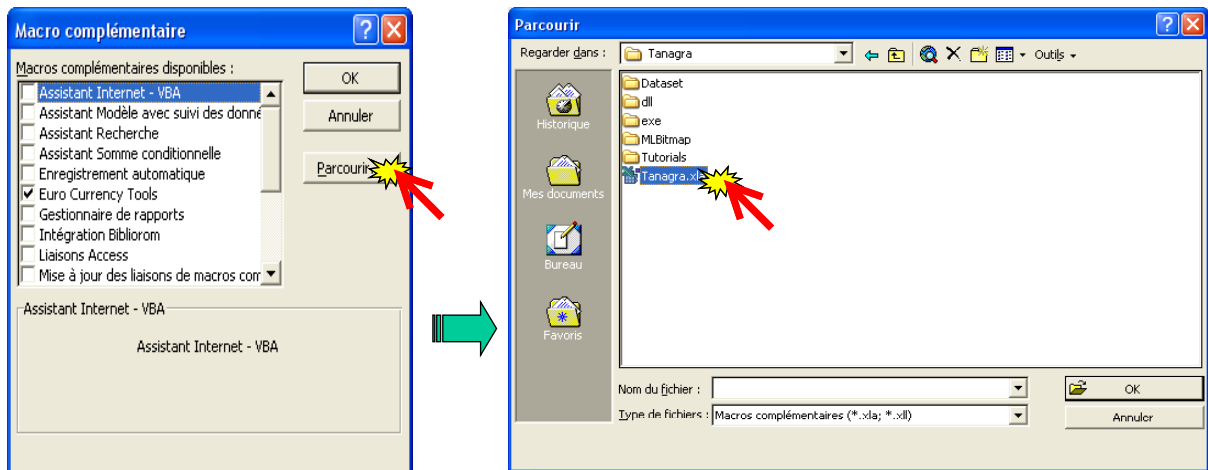 Macro complémentaire
Macros complémentaires disponibles :
Assistant Internet - VBA
Assistant Modèle avec suivi des donné
Assistant Recherche
Assistant Somme conditionnelle
Enregistrement automatique
Euro Currency Tools
Gestionnaire de rapports
Intégration Bibliorom
Liaisons Access
Mise à jour des liaisons de macros com
OK
Annuler
Parcourir
Assistant Internet - VBA
Assistant Internet - VBA
Parcourir
Regarder dans :
Tanagra
Outils
Historique
Mes documents
Bureau
Favoris
Dataset
dll
exe
MLBitmap
Tutorials
Tanagra.xla
Nom du fichier :
OK
Type de fichiers : Macros complémentaires (*.xla; *.xll)
Annuler